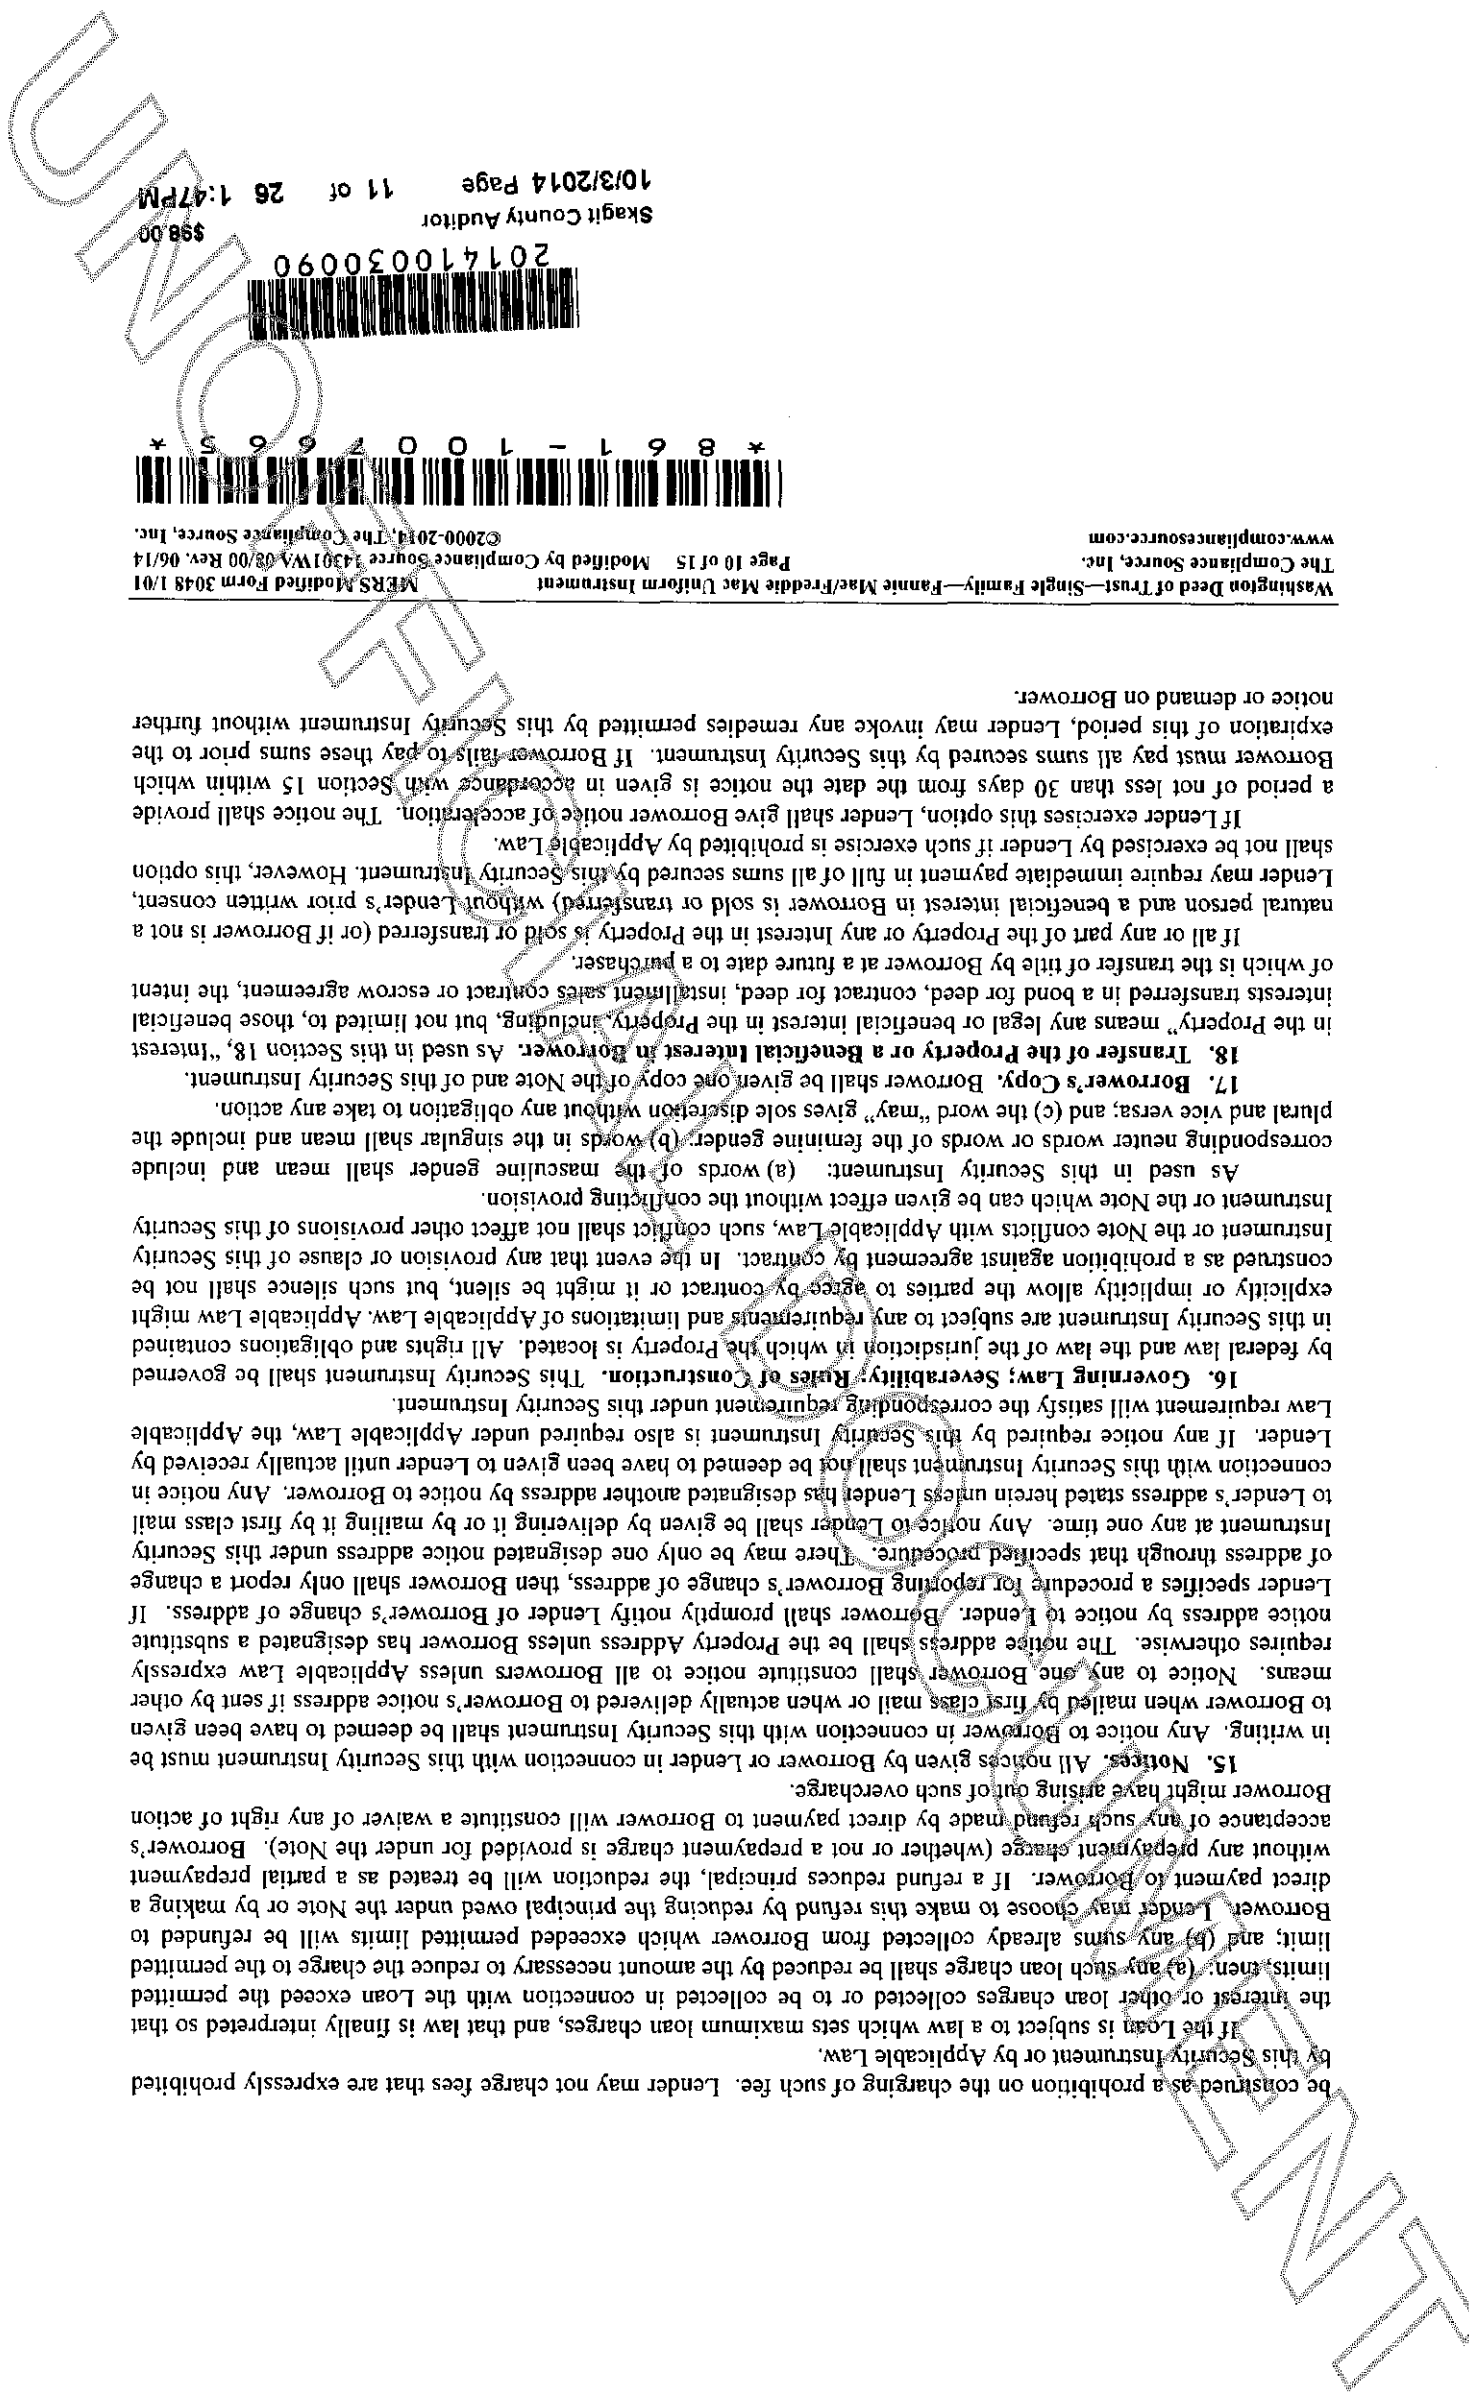 be construed as a prohibition on the charging of such fee.  Lender may not charge fees that are expressly prohibited
by this Security Instrument or by Applicable Law.
If the Loan is subject to a law which sets maximum loan charges, and that law is finally interpreted so that
the interest or other loan charges collected or to be collected in connection with the Loan exceed the permitted
limits, then:  (a) any such loan charge shall be reduced by the amount necessary to reduce the charge to the permitted
limit; and (b) any sums already collected from Borrower which exceeded permitted limits will be refunded to
Borrower.  Lender may choose to make this refund by reducing the principal owed under the Note or by making a
direct payment to Borrower.  If a refund reduces principal, the reduction will be treated as a partial prepayment
without any prepayment charge (whether or not a prepayment charge is provided for under the Note).  Borrower's
acceptance of any such refund made by direct payment to Borrower will constitute a waiver of any right of action
Borrower might have arising out of such overcharge.
15.  Notices.  All notices given by Borrower or Lender in connection with this Security Instrument must be
in writing.  Any notice to Borrower in connection with this Security Instrument shall be deemed to have been given
to Borrower when mailed by first class mail or when actually delivered to Borrower's notice address if sent by other
means.  Notice to any one Borrower shall constitute notice to all Borrowers unless Applicable Law expressly
requires otherwise.  The notice address shall be the Property Address unless Borrower has designated a substitute
notice address by notice to Lender.  Borrower shall promptly notify Lender of Borrower's change of address.  If
Lender specifies a procedure for reporting Borrower's change of address, then Borrower shall only report a change
of address through that specified procedure.  There may be only one designated notice address under this Security
Instrument at any one time.  Any notice to Lender shall be given by delivering it or by mailing it by first class mail
to Lender's address stated herein unless Lender has designated another address by notice to Borrower.  Any notice in
connection with this Security Instrument shall not be deemed to have been given to Lender until actually received by
Lender.  If any notice required by this Security Instrument is also required under Applicable Law, the Applicable
Law requirement will satisfy the corresponding requirement under this Security Instrument.
16.  Governing Law; Severability; Rules of Construction.  This Security Instrument shall be governed
by federal law and the law of the jurisdiction in which the Property is located.  All rights and obligations contained
in this Security Instrument are subject to any requirements and limitations of Applicable Law. Applicable Law might
explicitly or implicitly allow the parties to agree by contract or it might be silent, but such silence shall not be
construed as a prohibition against agreement by contract.  In the event that any provision or clause of this Security
Instrument or the Note conflicts with Applicable Law, such conflict shall not affect other provisions of this Security
Instrument or the Note which can be given effect without the conflicting provision.
As used in this Security Instrument:  (a) words of the masculine gender shall mean and include
corresponding neuter words or words of the feminine gender; (b) words in the singular shall mean and include the
plural and vice versa; and (c) the word "may" gives sole discretion without any obligation to take any action.
17.  Borrower's Copy.  Borrower shall be given one copy of the Note and of this Security Instrument.
18.  Transfer of the Property or a Beneficial Interest in Borrower.  As used in this Section 18, "Interest
in the Property" means any legal or beneficial interest in the Property, including, but not limited to, those beneficial
interests transferred in a bond for deed, contract for deed, installment sales contract or escrow agreement, the intent
of which is the transfer of title by Borrower at a future date to a purchaser.
If all or any part of the Property or any Interest in the Property is sold or transferred (or if Borrower is not a
natural person and a beneficial interest in Borrower is sold or transferred) without Lender's prior written consent,
Lender may require immediate payment in full of all sums secured by this Security Instrument. However, this option
shall not be exercised by Lender if such exercise is prohibited by Applicable Law.
If Lender exercises this option, Lender shall give Borrower notice of acceleration.  The notice shall provide
a period of not less than 30 days from the date the notice is given in accordance with Section 15 within which
Borrower must pay all sums secured by this Security Instrument.  If Borrower fails to pay these sums prior to the
expiration of this period, Lender may invoke any remedies permitted by this Security Instrument without further
notice or demand on Borrower.
Washington Deed of Trust—Single Family—Fannie Mae/Freddie Mac Uniform Instrument MERS Modified Form 3048 1/01
The Compliance Source, Inc. Page 10 of 15 Modified by Compliance Source 14301WA 08/00 Rev. 06/14
www.compliancesource.com ©2000-2014, The Compliance Source, Inc.
* 8 6 1 - 1 0 0 7 6 6 5 *
201410030090
Skagit County Auditor $98.00
10/3/2014 Page 11 of 26 1:47PM
UNOFFICIAL DOCUMENT